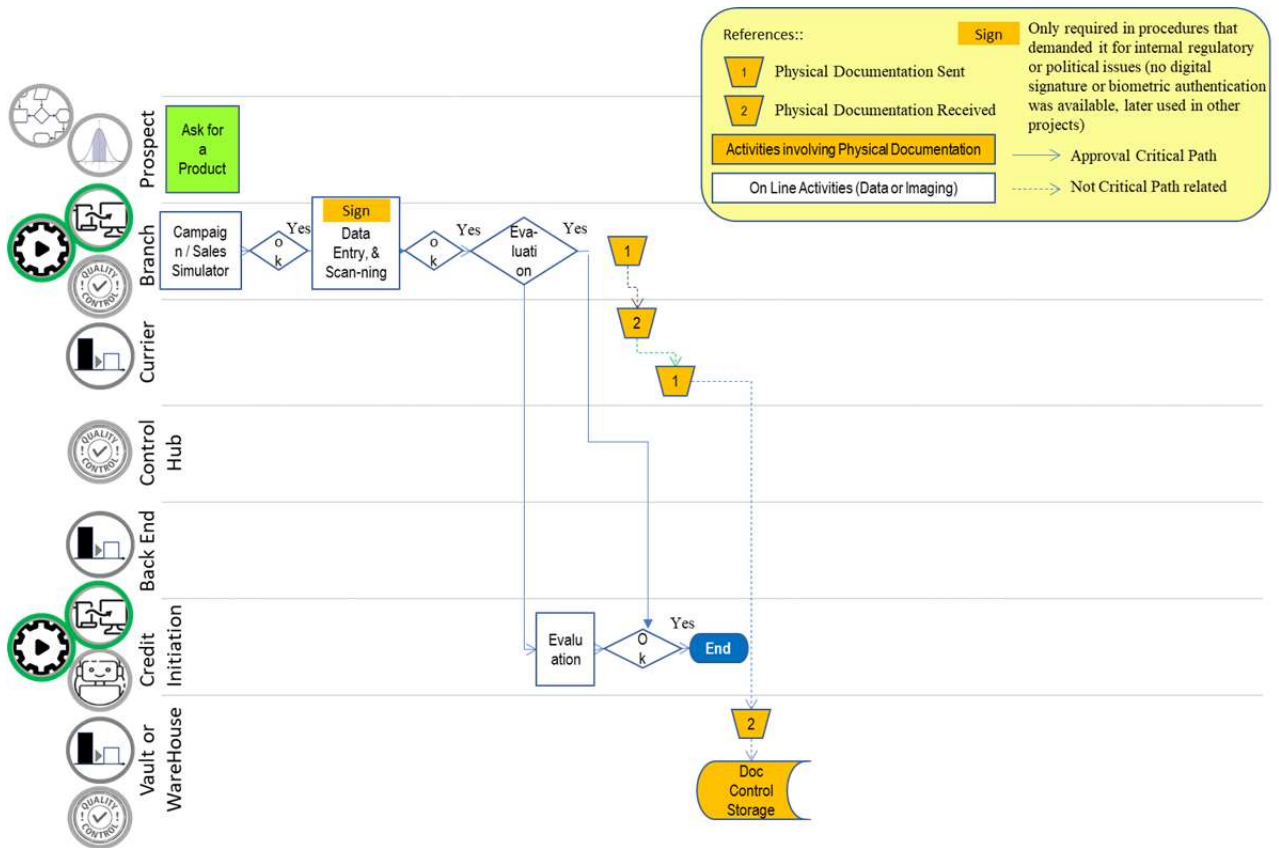 References::
1
Physical Documentation Sent
2
Physical Documentation Received
Activities involving Physical Documentation
On Line Activities (Data or Imaging)
Sign
Only required in procedures that
demanded it for internal regulatory
or political issues (no digital
signature or biometric authentication
was available, later used in other
projects)
Approval Critical Path
Not Critical Path related
Prospect
Ask for
a
Product
Branch
QUALITY
CONTROL
Campaig
n / Sales
Simulator
o
k
Yes
Sign
Data
Entry, &
Scan-ning
o
k
Yes
Eva-
luati
on
Yes
1
Currier
2
1
Control
Hub
QUALITY
CONTROL
Back End
Credit
Initiation
Evalu
ation
O
k
Yes
End
Vault or
WareHouse
QUALITY
CONTROL
2
Doc
Control
Storage